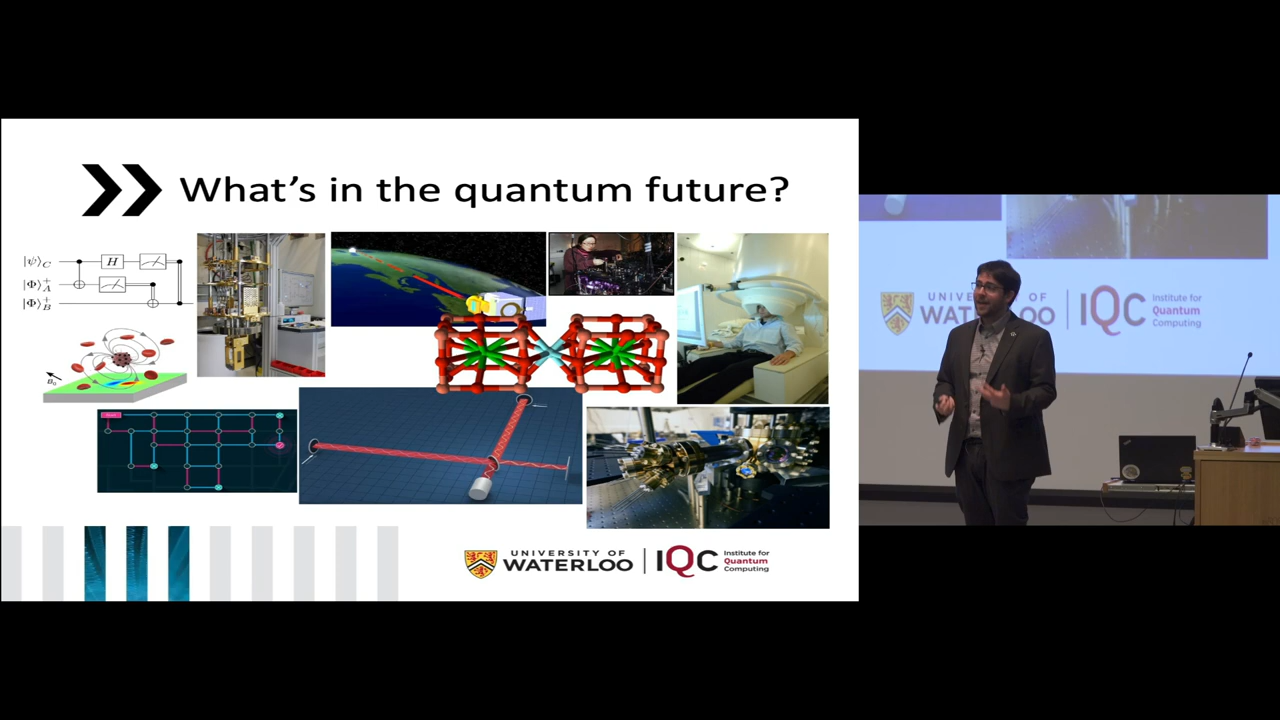 What's in the quantum future?
|ψ⟩C
H
|Φ⟩A+
|Φ⟩B+
B0
UNIVERSITY OF
WATERLOO
IQC
Institute for
Quantum
Computing
UNIVERSITY OF
WATERLOO
IQC
Institute for
Quantum
Computing